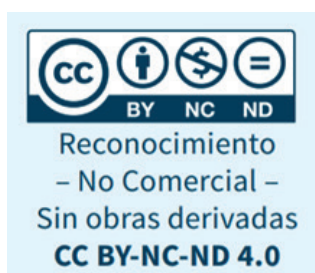 cc
BY NC ND
Reconocimiento
– No Comercial –
Sin obras derivadas
CC BY-NC-ND 4.0